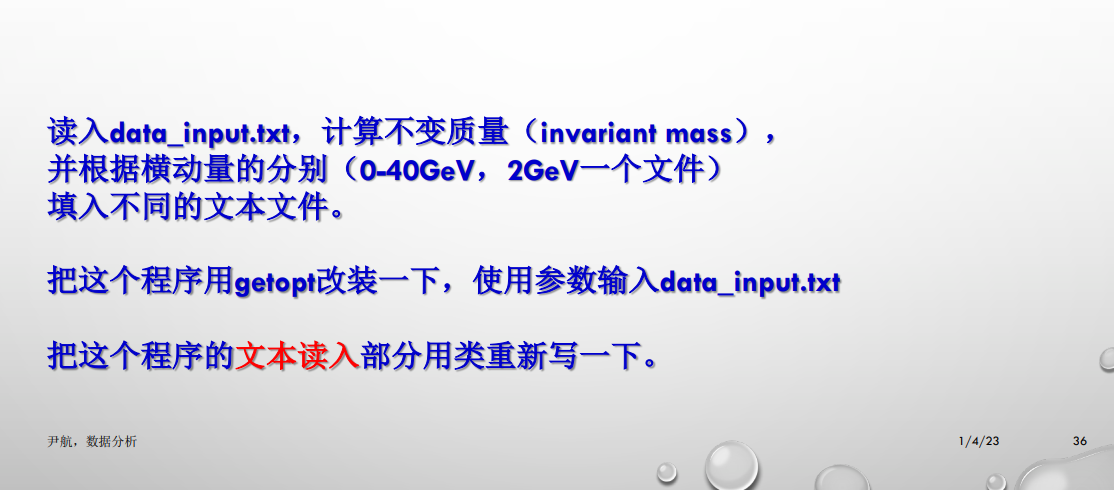 读入data_input.txt，计算不变质量（invariant mass），
并根据横动量的分别（0-40GeV，2GeV一个文件）
填入不同的文本文件。
把这个程序用getopt改装一下，使用参数输入data_input.txt
把这个程序的文本读入部分用类重新写一下。
尹航，数据分析
1/4/23
36